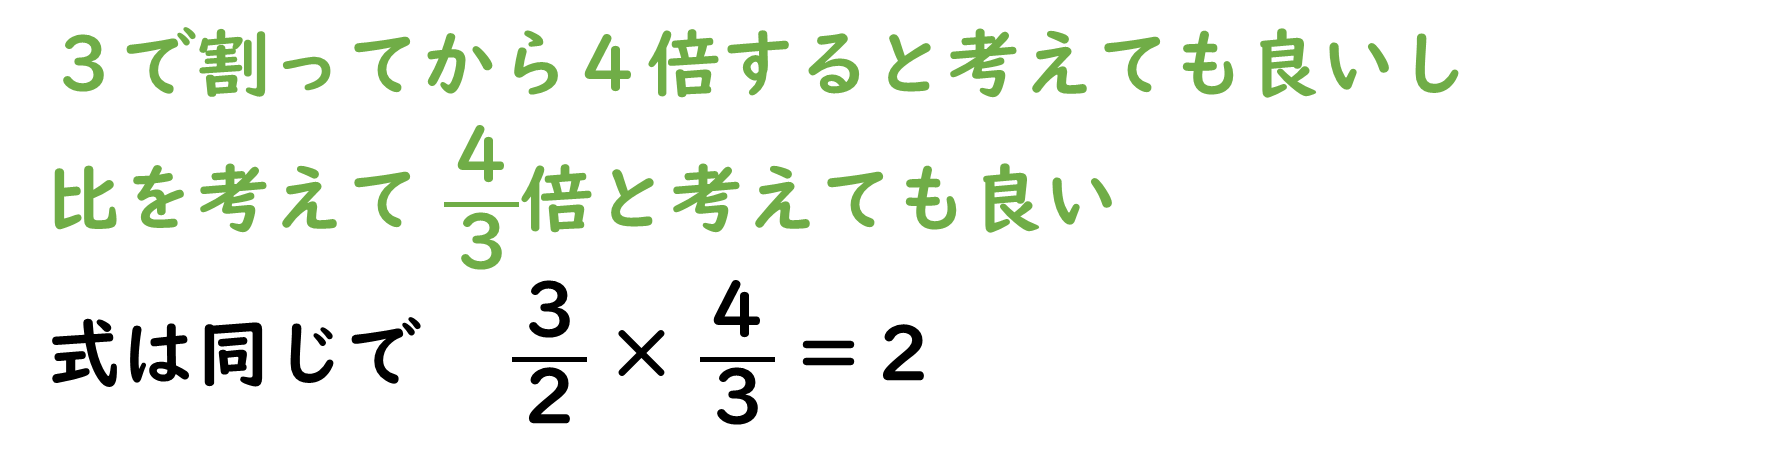 ３で割ってから４倍すると考えても良いし
比を考えて 4/3 倍と考えても良い
式は同じで 3/2 × 4/3 = 2